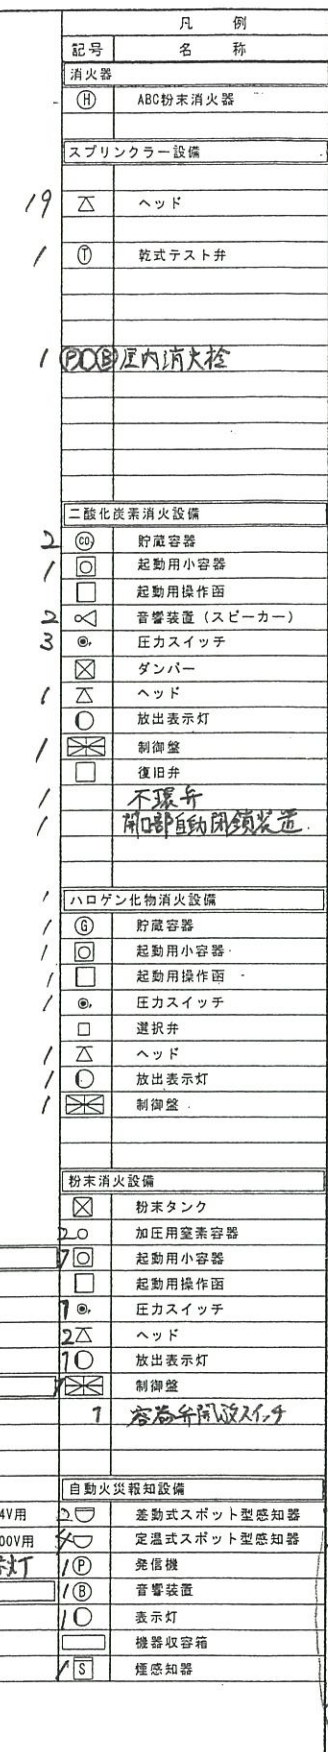 凡 例
記号 名 称
消火器
Ⓗ ABC粉末消火器
スプリンクラー設備
19 ヘッド
1 Ⓣ 乾式テスト弁
1 Ⓟ◯Ⓑ 屋内消火栓
二酸化炭素消火設備
2 CO₂ 貯蔵容器
1 起動用小容器
起動用操作函
2 音響装置（スピーカー）
3 圧力スイッチ
ダンパー
1 ヘッド
放出表示灯
1 制御盤
復旧弁
1 不環弁
1 開口部自動閉鎖装置
1 ハロゲン化物消火設備
1 Ⓖ 貯蔵容器
1 起動用小容器
1 起動用操作函
1 圧力スイッチ
選択弁
1 ヘッド
1 放出表示灯
1 制御盤
粉末消火設備
粉末タンク
2 加圧用窒素容器
1 起動用小容器
起動用操作函
1 圧力スイッチ
2 ヘッド
1 放出表示灯
1 制御盤
1 容器弁開放スイッチ
自動火災報知設備
4V用 2 差動式スポット型感知器
00V用 4 定温式スポット型感知器
灯 1 Ⓟ 発信機
1 Ⓑ 音響装置
1 表示灯
機器収容箱
1 S 煙感知器